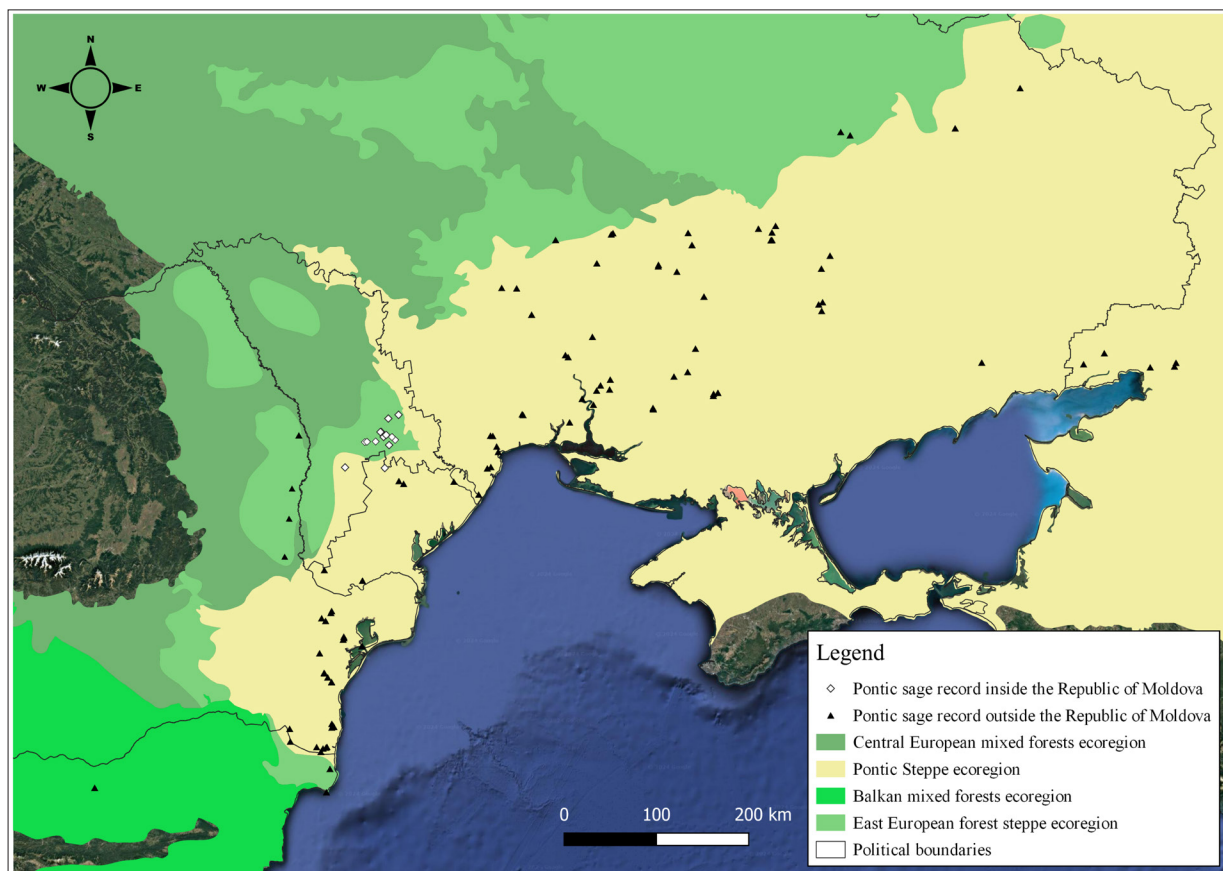 N
W E
S
Legend
Pontic sage record inside the Republic of Moldova
Pontic sage record outside the Republic of Moldova
Central European mixed forests ecoregion
Pontic Steppe ecoregion
Balkan mixed forests ecoregion
East European forest steppe ecoregion
Political boundaries
0 100 200 km